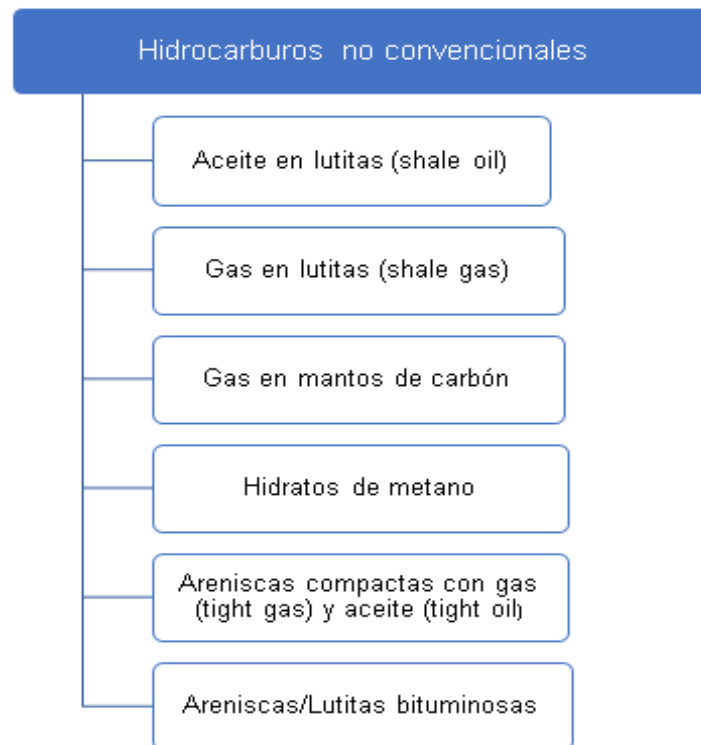 Hidrocarburos no convencionales
Aceite en lutitas (shale oil)
Gas en lutitas (shale gas)
Gas en mantos de carbón
Hidratos de metano
Areniscas compactas con gas
(tight gas) y aceite (tight oil)
Areniscas/Lutitas bituminosas